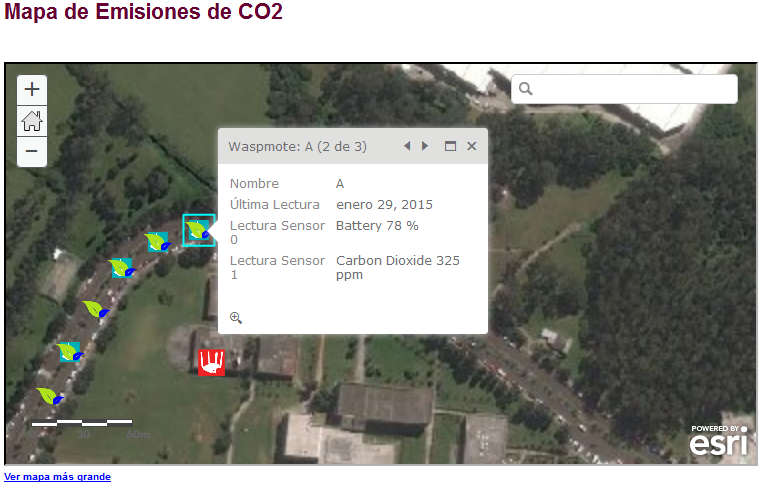 Mapa de Emisiones de CO2
+
−
Waspmote: A (2 de 3)
Nombre A
Última Lectura enero 29, 2015
Lectura Sensor Battery 78 %
0
Lectura Sensor Carbon Dioxide 325
1 ppm
30 60m
POWERED BY
esri
Ver mapa más grande